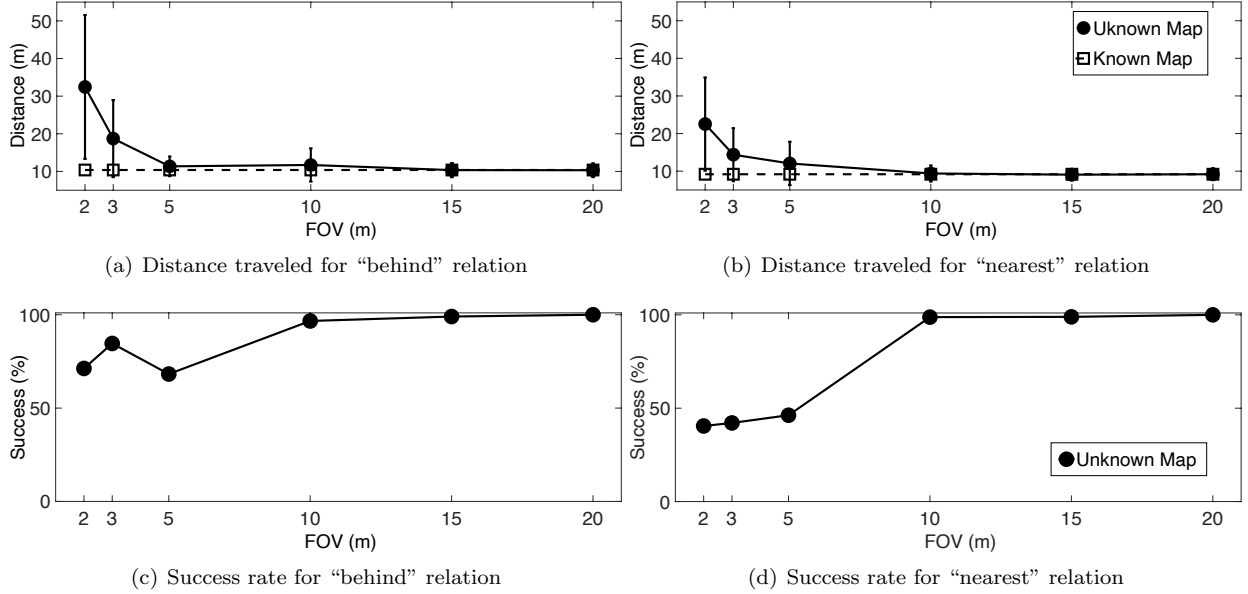 50
40
30
20
10
Distance (m)
2 3 5 10 15 20
FOV (m)
(a) Distance traveled for “behind” relation
50
40
30
20
10
Distance (m)
Uknown Map
Known Map
2 3 5 10 15 20
FOV (m)
(b) Distance traveled for “nearest” relation
100
50
0
Success (%)
2 3 5 10 15 20
FOV (m)
(c) Success rate for “behind” relation
100
50
0
Success (%)
Unknown Map
2 3 5 10 15 20
FOV (m)
(d) Success rate for “nearest” relation